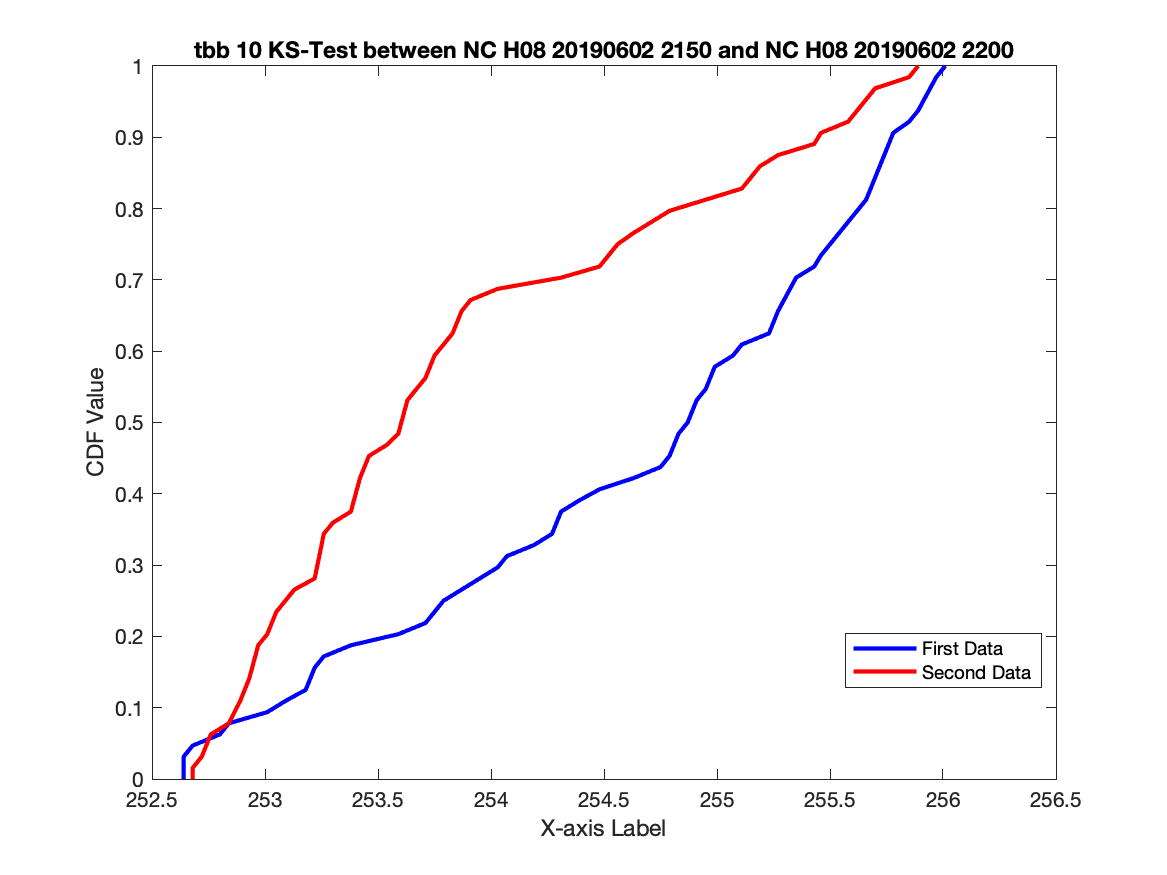 tbb 10 KS-Test between NC H08 20190602 2150 and NC H08 20190602 2200
1
0.9
0.8
0.7
0.6
0.5
0.4
0.3
0.2
0.1
0
CDF Value
First Data
Second Data
252.5 253 253.5 254 254.5 255 255.5 256 256.5
X-axis Label